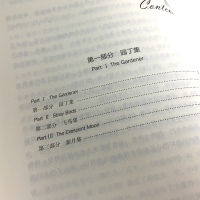 Conten
第一部分 园丁集
Part 1 The Gardener
Part Ⅰ The Gardener
第一部分 园丁集
Part Ⅱ Stray Birds
第二部分 飞鸟集
Part Ⅲ The Crescent Moon
第三部分 新月集